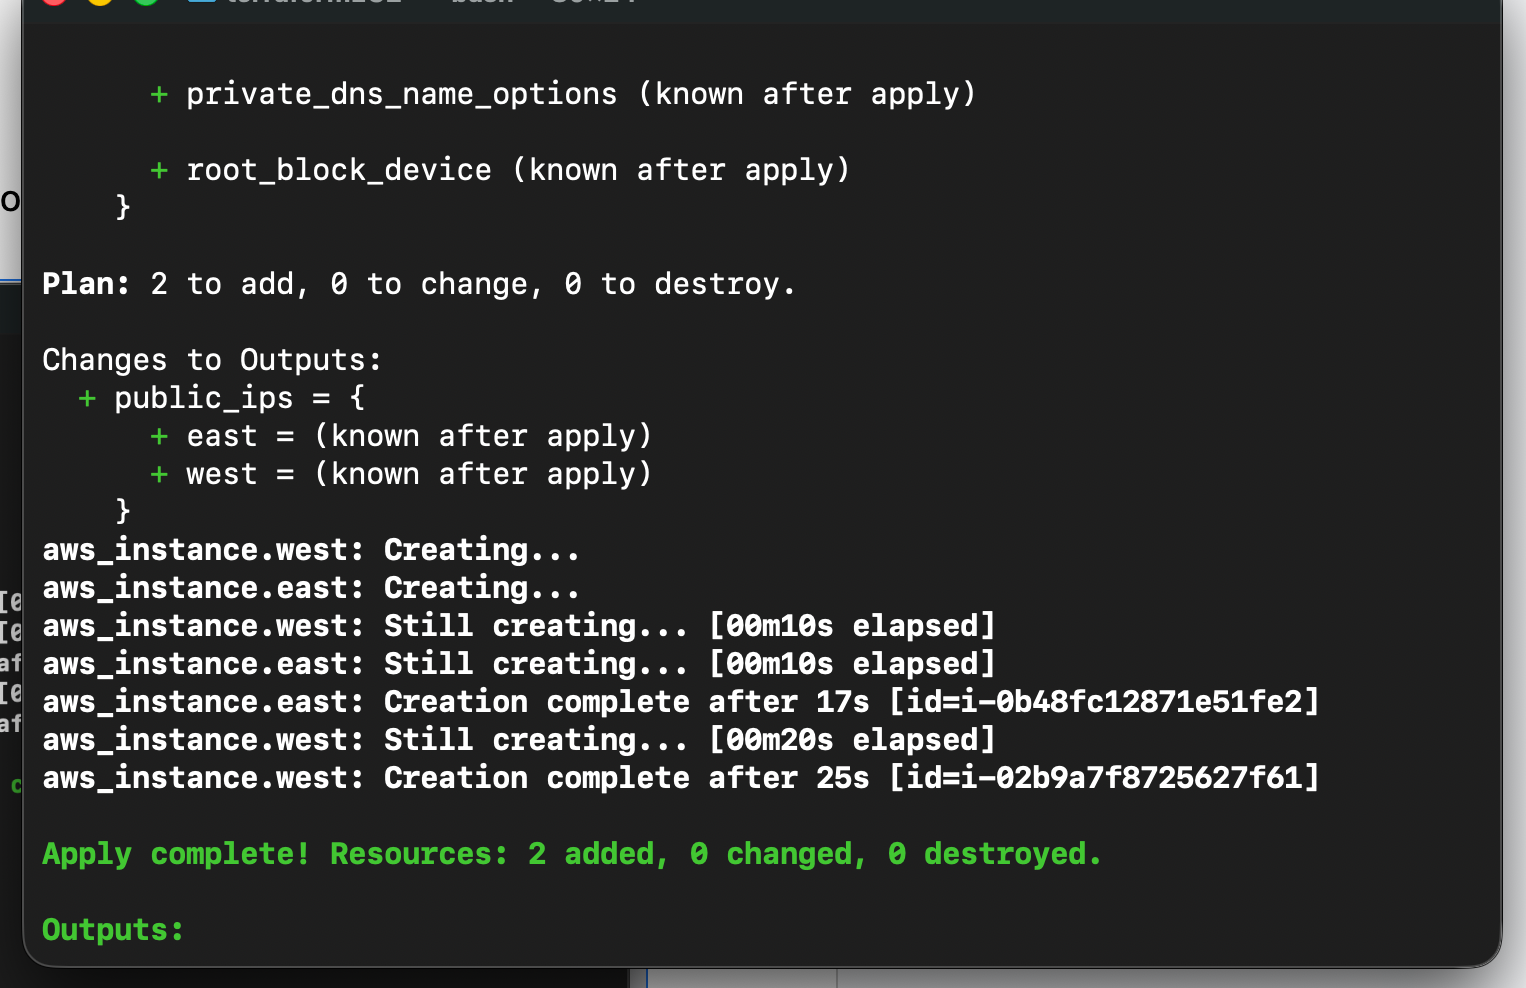 + private_dns_name_options (known after apply)
+ root_block_device (known after apply)
}
Plan: 2 to add, 0 to change, 0 to destroy.
Changes to Outputs:
+ public_ips = {
+ east = (known after apply)
+ west = (known after apply)
}
aws_instance.west: Creating...
aws_instance.east: Creating...
aws_instance.west: Still creating... [00m10s elapsed]
aws_instance.east: Still creating... [00m10s elapsed]
aws_instance.east: Creation complete after 17s [id=i-0b48fc12871e51fe2]
aws_instance.west: Still creating... [00m20s elapsed]
aws_instance.west: Creation complete after 25s [id=i-02b9a7f8725627f61]
Apply complete! Resources: 2 added, 0 changed, 0 destroyed.
Outputs: